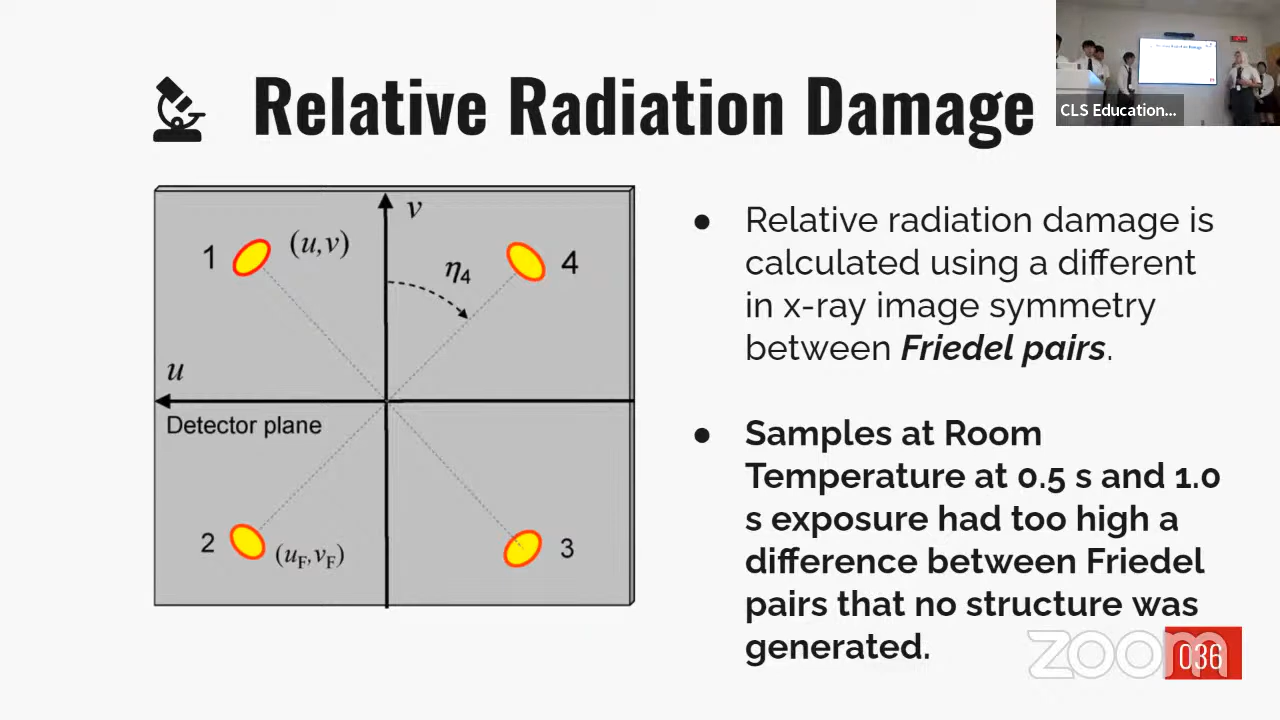 Relative Radiation Damage
CLS Education...
v
1
(u,v)
η4
4
u
Detector plane
2
(uF,vF)
3
● Relative radiation damage is
calculated using a different
in x-ray image symmetry
between Friedel pairs.
● Samples at Room
Temperature at 0.5 s and 1.0
s exposure had too high a
difference between Friedel
pairs that no structure was
generated.
zoom
036